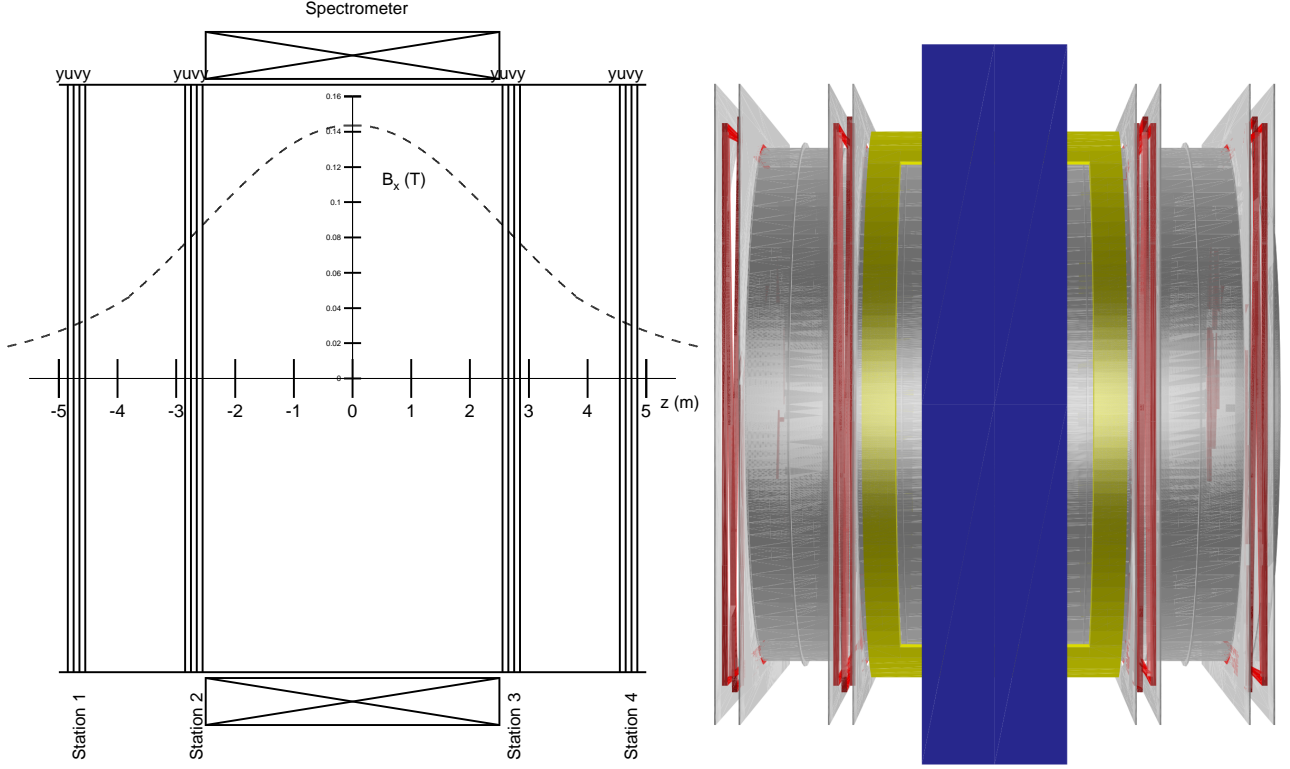 Spectrometer
yuvy yuvy yuvy yuvy
0.16
0.14
0.12
B_x (T)
0.1
0.08
0.06
0.04
0.02
0
-5 -4 -3 -2 -1 0 1 2 3 4 5 z (m)
Station 1
Station 2
Station 3
Station 4